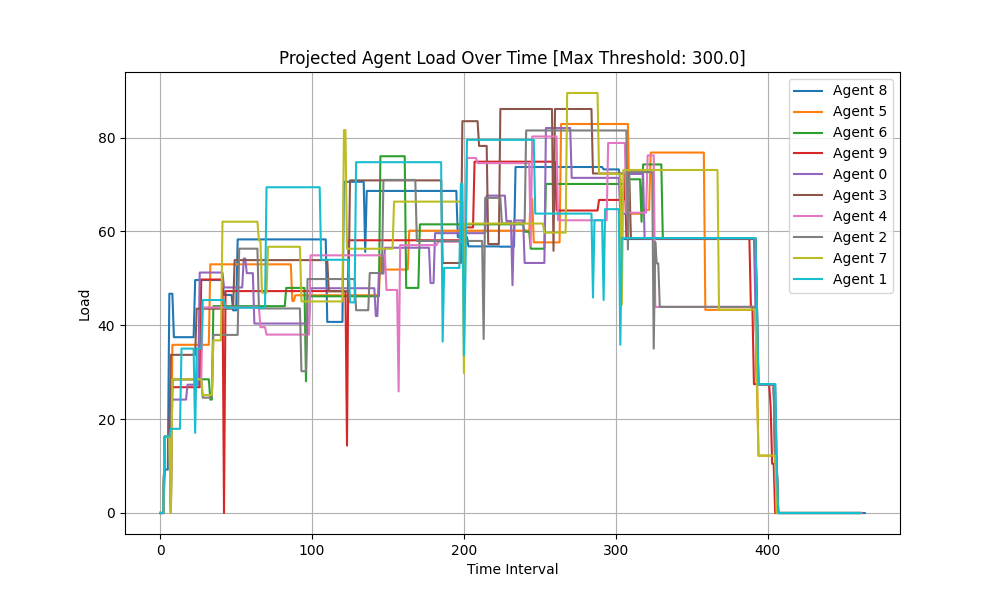 Projected Agent Load Over Time [Max Threshold: 300.0]
Load
80
60
40
20
0
0 100 200 300 400
Time Interval
Agent 8
Agent 5
Agent 6
Agent 9
Agent 0
Agent 3
Agent 4
Agent 2
Agent 7
Agent 1